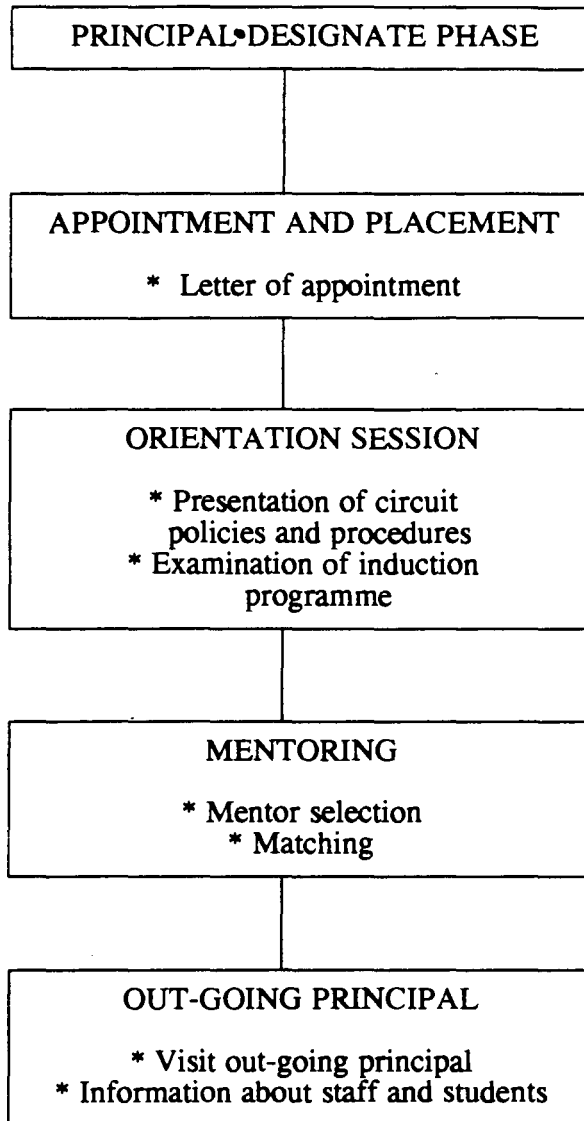 PRINCIPAL•DESIGNATE PHASE
APPOINTMENT AND PLACEMENT
* Letter of appointment
ORIENTATION SESSION
* Presentation of circuit
policies and procedures
* Examination of induction
programme
MENTORING
* Mentor selection
* Matching
OUT-GOING PRINCIPAL
* Visit out-going principal
* Information about staff and students